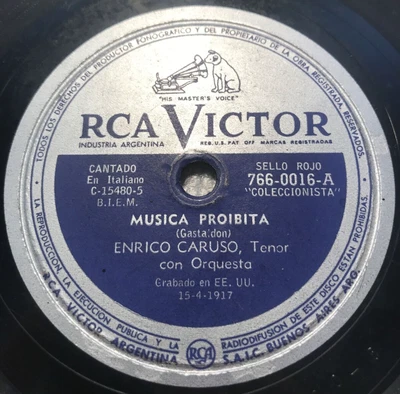 TODOS LOS DERECHOS DEL PRODUCTOR FONOGRAFICO Y DEL PROPIETARIO DE LA OBRA REGISTRADA, ESTAN RESERVADOS.
"HIS MASTER'S VOICE"
RCA VICTOR
INDUSTRIA ARGENTINA
REG. U.S. PAT OFF MARCAS REGISTRADAS
CANTADO
En Italiano
C-15480-5
B.I.E.M.
SELLO ROJO
766-0016-A
"COLECCIONISTA"
MUSICA PROIBITA
(Gastaldon)
ENRICO CARUSO, Tenor
con Orquesta
Grabado en EE. UU.
15-4-1917
LA REPRODUCCION, LA EJECUCION PUBLICA Y LA RADIODIFUSION DE ESTE DISCO ESTAN PROHIBIDAS.
RCA VICTOR ARGENTINA RCA S.A.I.C. BUENOS AIRES-ARG.